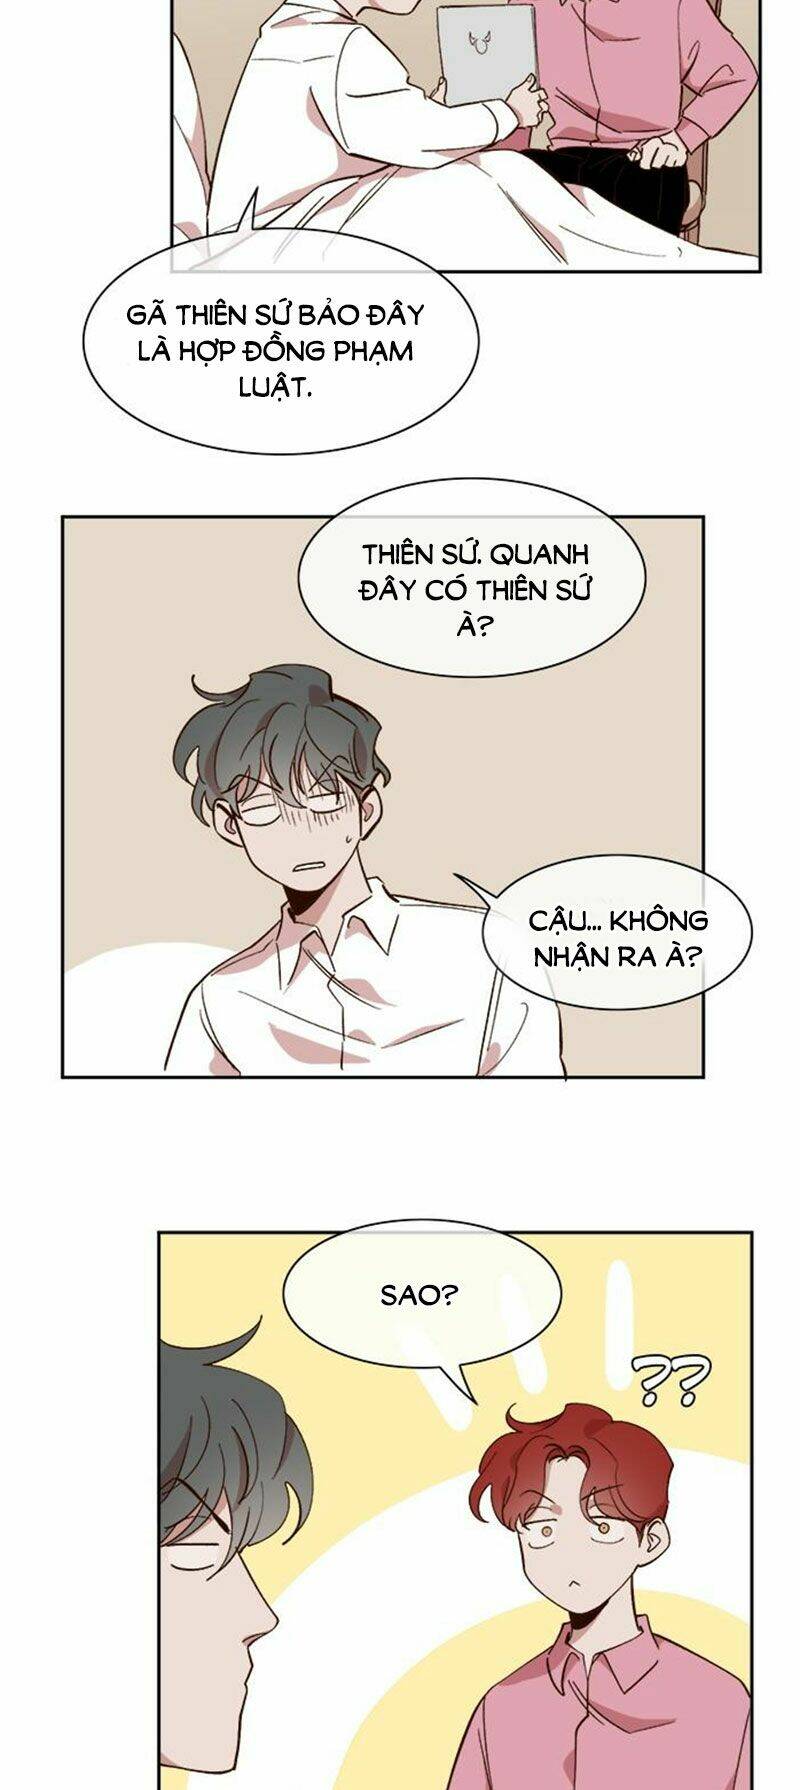 GÃ THIÊN SỨ BẢO ĐÂY
LÀ HỢP ĐỒNG PHẠM
LUẬT.
THIÊN SỨ. QUANH
ĐÂY CÓ THIÊN SỨ
À?
CẬU... KHÔNG
NHẬN RA À?
SAO?
??